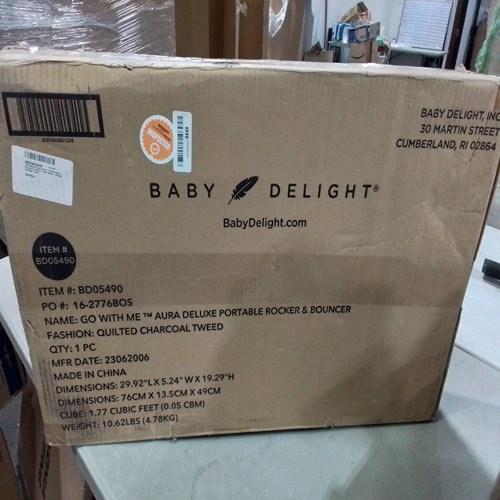 BABY DELIGHT, INC
30 MARTIN STREET
CUMBERLAND, RI 02864
BABY DELIGHT®
BabyDelight.com
ITEM #
BD05490
ITEM #: BD05490
PO #: 16-2776BOS
NAME: GO WITH ME ™ AURA DELUXE PORTABLE ROCKER & BOUNCER
FASHION: QUILTED CHARCOAL TWEED
QTY: 1 PC
MFR DATE: 23062006
MADE IN CHINA
DIMENSIONS: 29.92"L X 5.24" W X 19.29"H
DIMENSIONS: 76CM X 13.5CM X 49CM
CUBE: 1.77 CUBIC FEET (0.05 CBM)
WEIGHT: 10.62LBS (4.78KG)